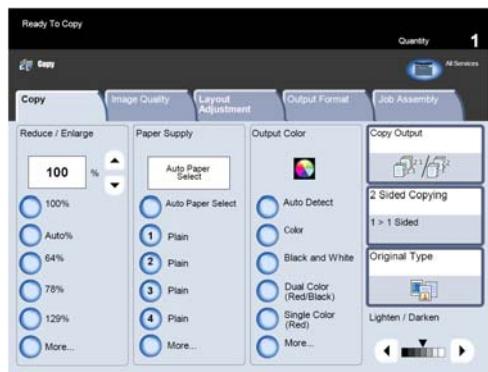 Ready To Copy
Quantity 1
Copy
All Services
Copy
Image Quality
Layout
Adjustment
Output Format
Job Assembly
Reduce / Enlarge
100 %
100%
Auto%
64%
78%
129%
More...
Paper Supply
Auto Paper
Select
Auto Paper Select
1 Plain
2 Plain
3 Plain
4 Plain
More...
Output Color
Auto Detect
Color
Black and White
Dual Color
(Red/Black)
Single Color
(Red)
More...
Copy Output
2 Sided Copying
1 > 1 Sided
Original Type
Lighten / Darken